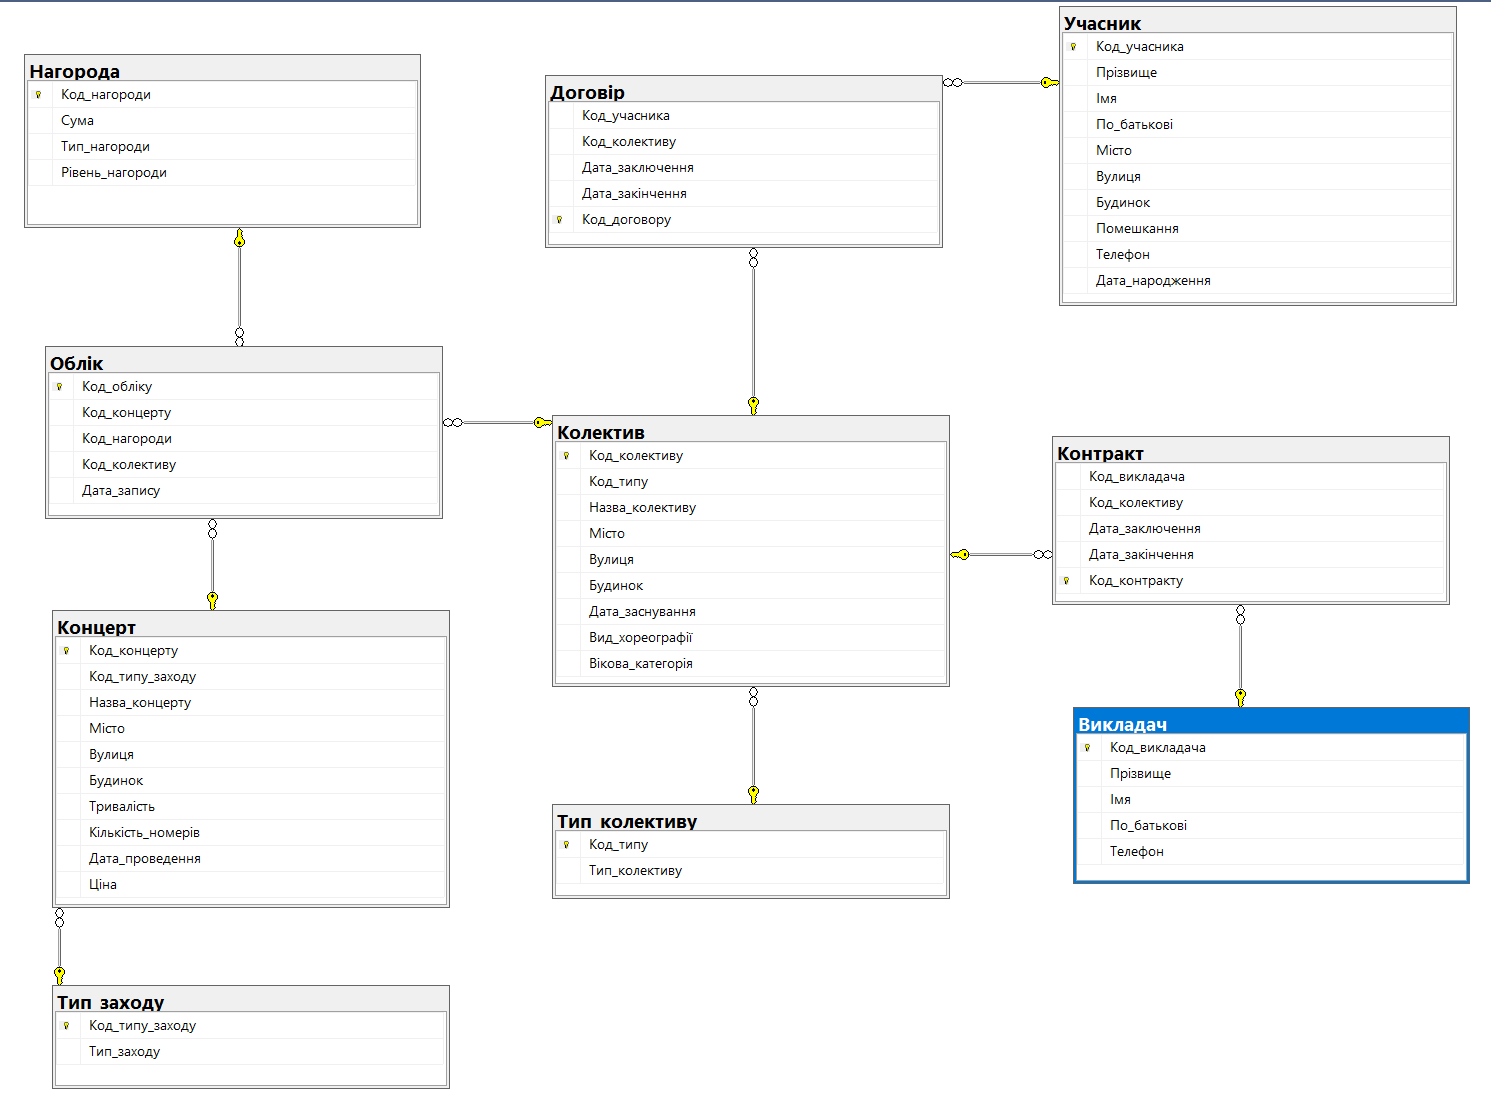 Нагорода
Код_нагороди
Сума
Тип_нагороди
Рівень_нагороди
Договір
Код_учасника
Код_колективу
Дата_заключення
Дата_закінчення
Код_договору
Учасник
Код_учасника
Прізвище
Імя
По_батькові
Місто
Вулиця
Будинок
Помешкання
Телефон
Дата_народження
Облік
Код_обліку
Код_концерту
Код_нагороди
Код_колективу
Дата_запису
Колектив
Код_колективу
Код_типу
Назва_колективу
Місто
Вулиця
Будинок
Дата_заснування
Вид_хореографії
Вікова_категорія
Контракт
Код_викладача
Код_колективу
Дата_заключення
Дата_закінчення
Код_контракту
Концерт
Код_концерту
Код_типу_заходу
Назва_концерту
Місто
Вулиця
Будинок
Тривалість
Кількість_номерів
Дата_проведення
Ціна
Викладач
Код_викладача
Прізвище
Імя
По_батькові
Телефон
Тип_колективу
Код_типу
Тип_колективу
Тип_заходу
Код_типу_заходу
Тип_заходу